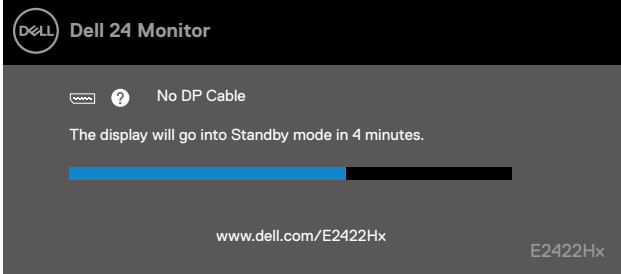 DELL
Dell 24 Monitor
? No DP Cable
The display will go into Standby mode in 4 minutes.
www.dell.com/E2422Hx
E2422Hx